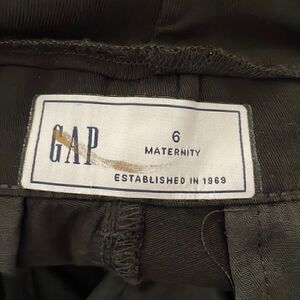 GAP
6
MATERNITY
ESTABLISHED IN 1969